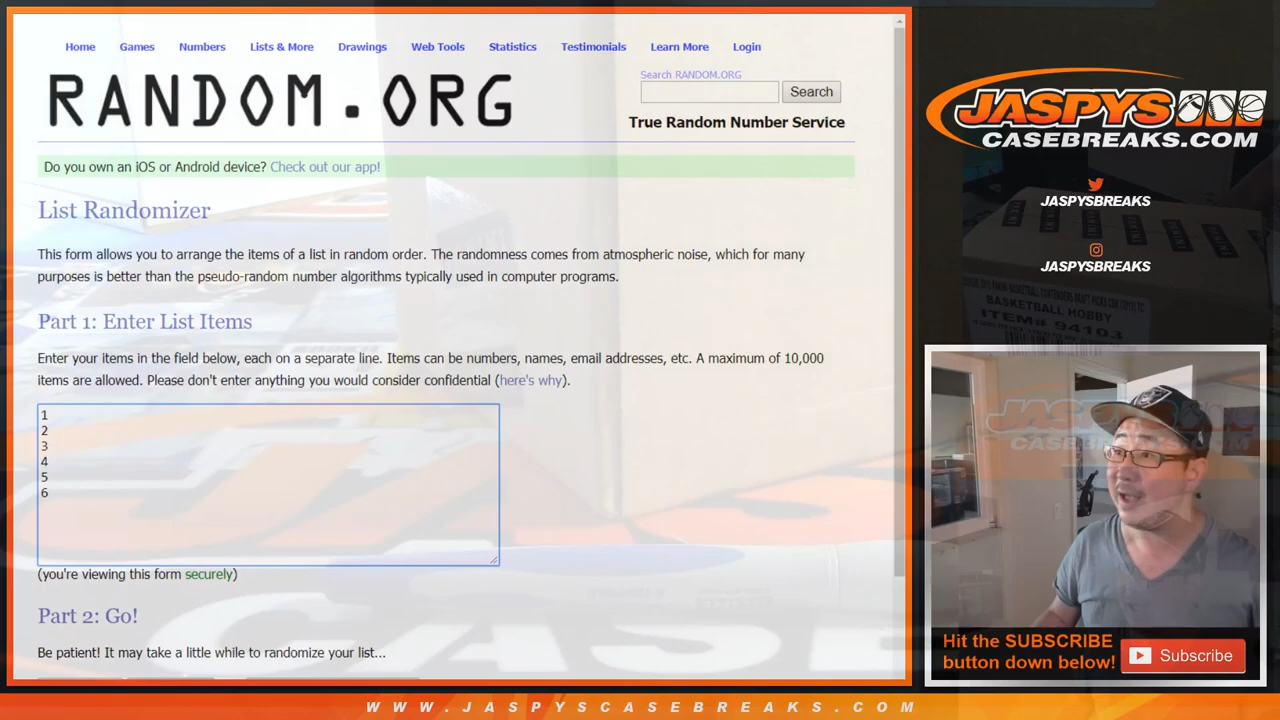 Home Games Numbers Lists & More Drawings Web Tools Statistics Testimonials Learn More Login
RANDOM.ORG
Search RANDOM.ORG
Search
True Random Number Service
Do you own an iOS or Android device? Check out our app!
List Randomizer
This form allows you to arrange the items of a list in random order. The randomness comes from atmospheric noise, which for many
purposes is better than the pseudo-random number algorithms typically used in computer programs.
Part 1: Enter List Items
Enter your items in the field below, each on a separate line. Items can be numbers, names, email addresses, etc. A maximum of 10,000
items are allowed. Please don't enter anything you would consider confidential (here's why).
1
2
3
4
5
6
(you're viewing this form securely)
Part 2: Go!
Be patient! It may take a little while to randomize your list...
JASPYS
CASEBREAKS.COM
JASPYSBREAKS
JASPYSBREAKS
BASKETBALL HOBBY
ITEM# 94103
Hit the SUBSCRIBE
button down below!
Subscribe
WWW.JASPYSCASEBREAKS.COM